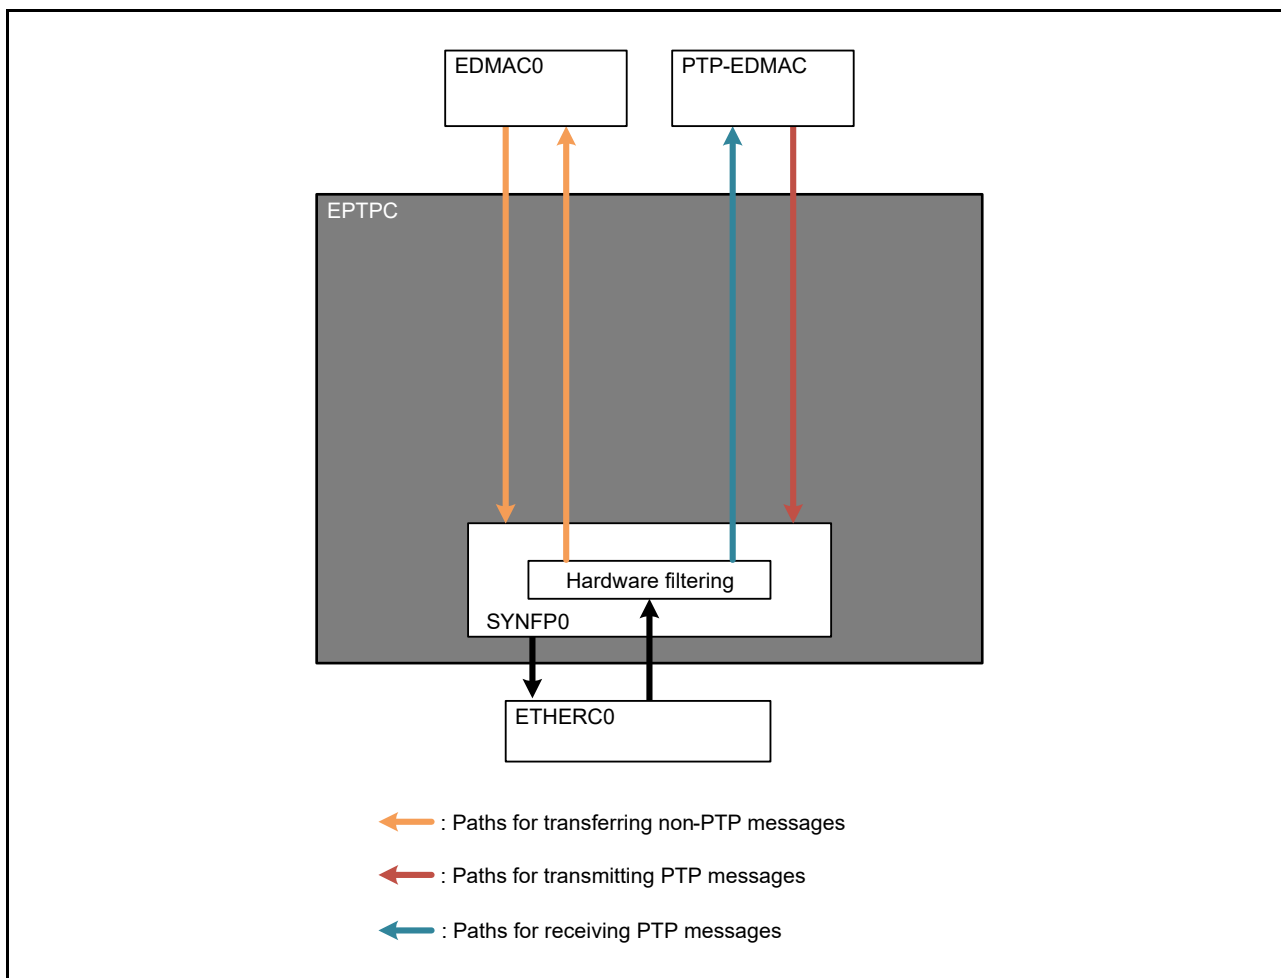 EDMAC0
PTP-EDMAC
EPTPC
Hardware filtering
SYNFP0
ETHERC0
: Paths for transferring non-PTP messages
: Paths for transmitting PTP messages
: Paths for receiving PTP messages